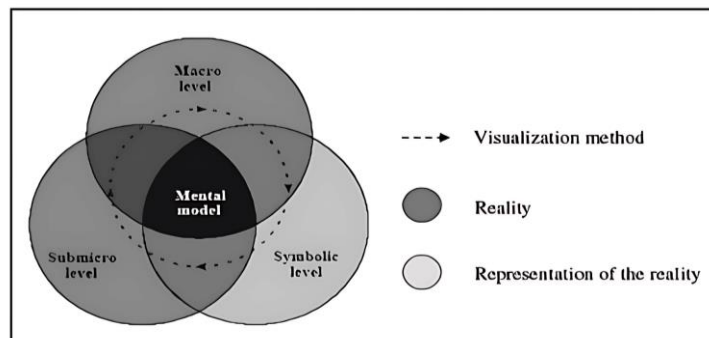 Macro
level
Mental
model
Submicro
level
Symbolic
level
Visualization method
Reality
Representation of the reality